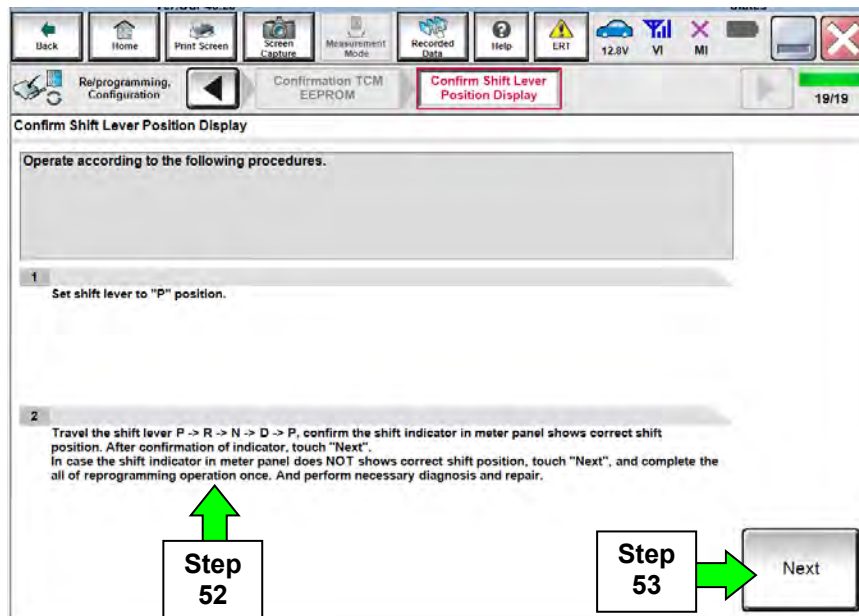 Back
Home
Print Screen
Screen
Capture
Measurement
Mode
Recorded
Data
Help
ERT
12.8V
VI
MI
Re/programming,
Configuration
Confirmation TCM
EEPROM
Confirm Shift Lever
Position Display
19/19
Confirm Shift Lever Position Display
Operate according to the following procedures.
1
Set shift lever to "P" position.
2
Travel the shift lever P -> R -> N -> D -> P, confirm the shift indicator in meter panel shows correct shift
position. After confirmation of indicator, touch "Next".
In case the shift indicator in meter panel does NOT shows correct shift position, touch "Next", and complete the
all of reprogramming operation once. And perform necessary diagnosis and repair.
Step
52
Step
53
Next